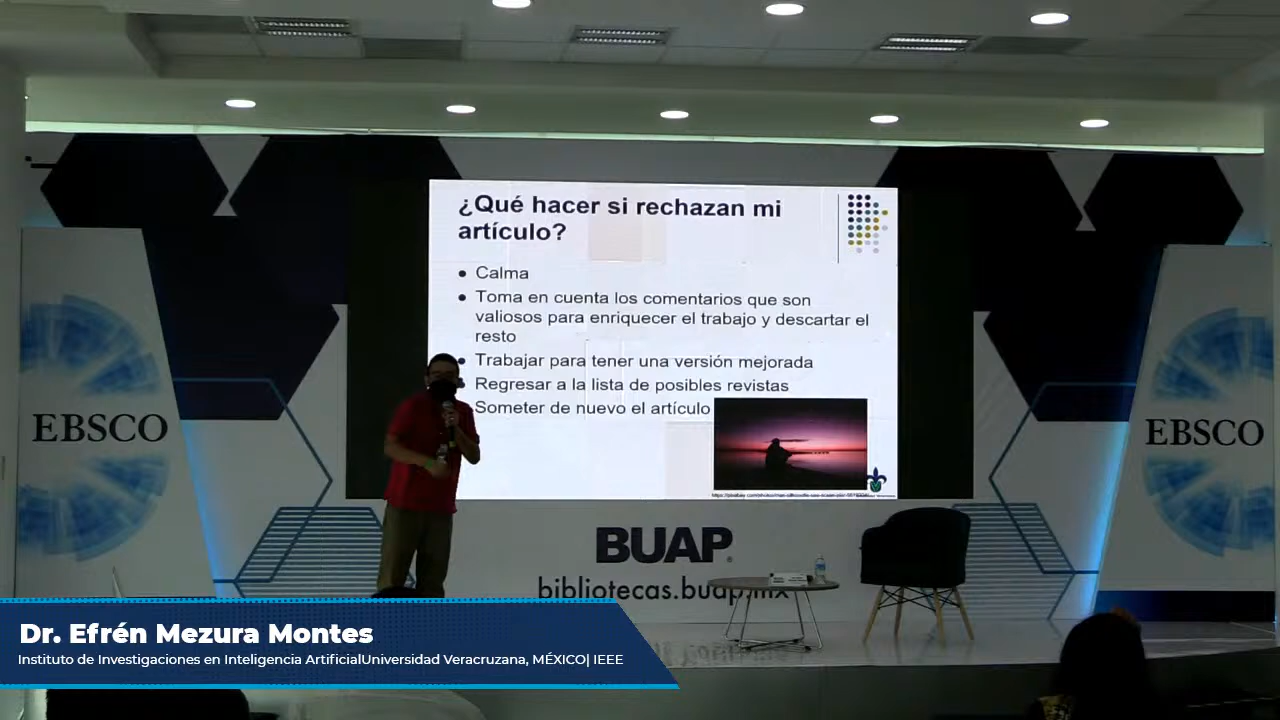 ¿Qué hacer si rechazan mi
artículo?
Calma
Toma en cuenta los comentarios que son
valiosos para enriquecer el trabajo y descartar el
resto
Trabajar para tener una versión mejorada
Regresar a la lista de posibles revistas
Someter de nuevo el artículo
EBSCO
EBSCO
BUAP
bibliotecas.buap.mx
Dr. Efrén Mezura Montes
Instituto de Investigaciones en Inteligencia ArtificialUniversidad Veracruzana, MÉXICO| IEEE